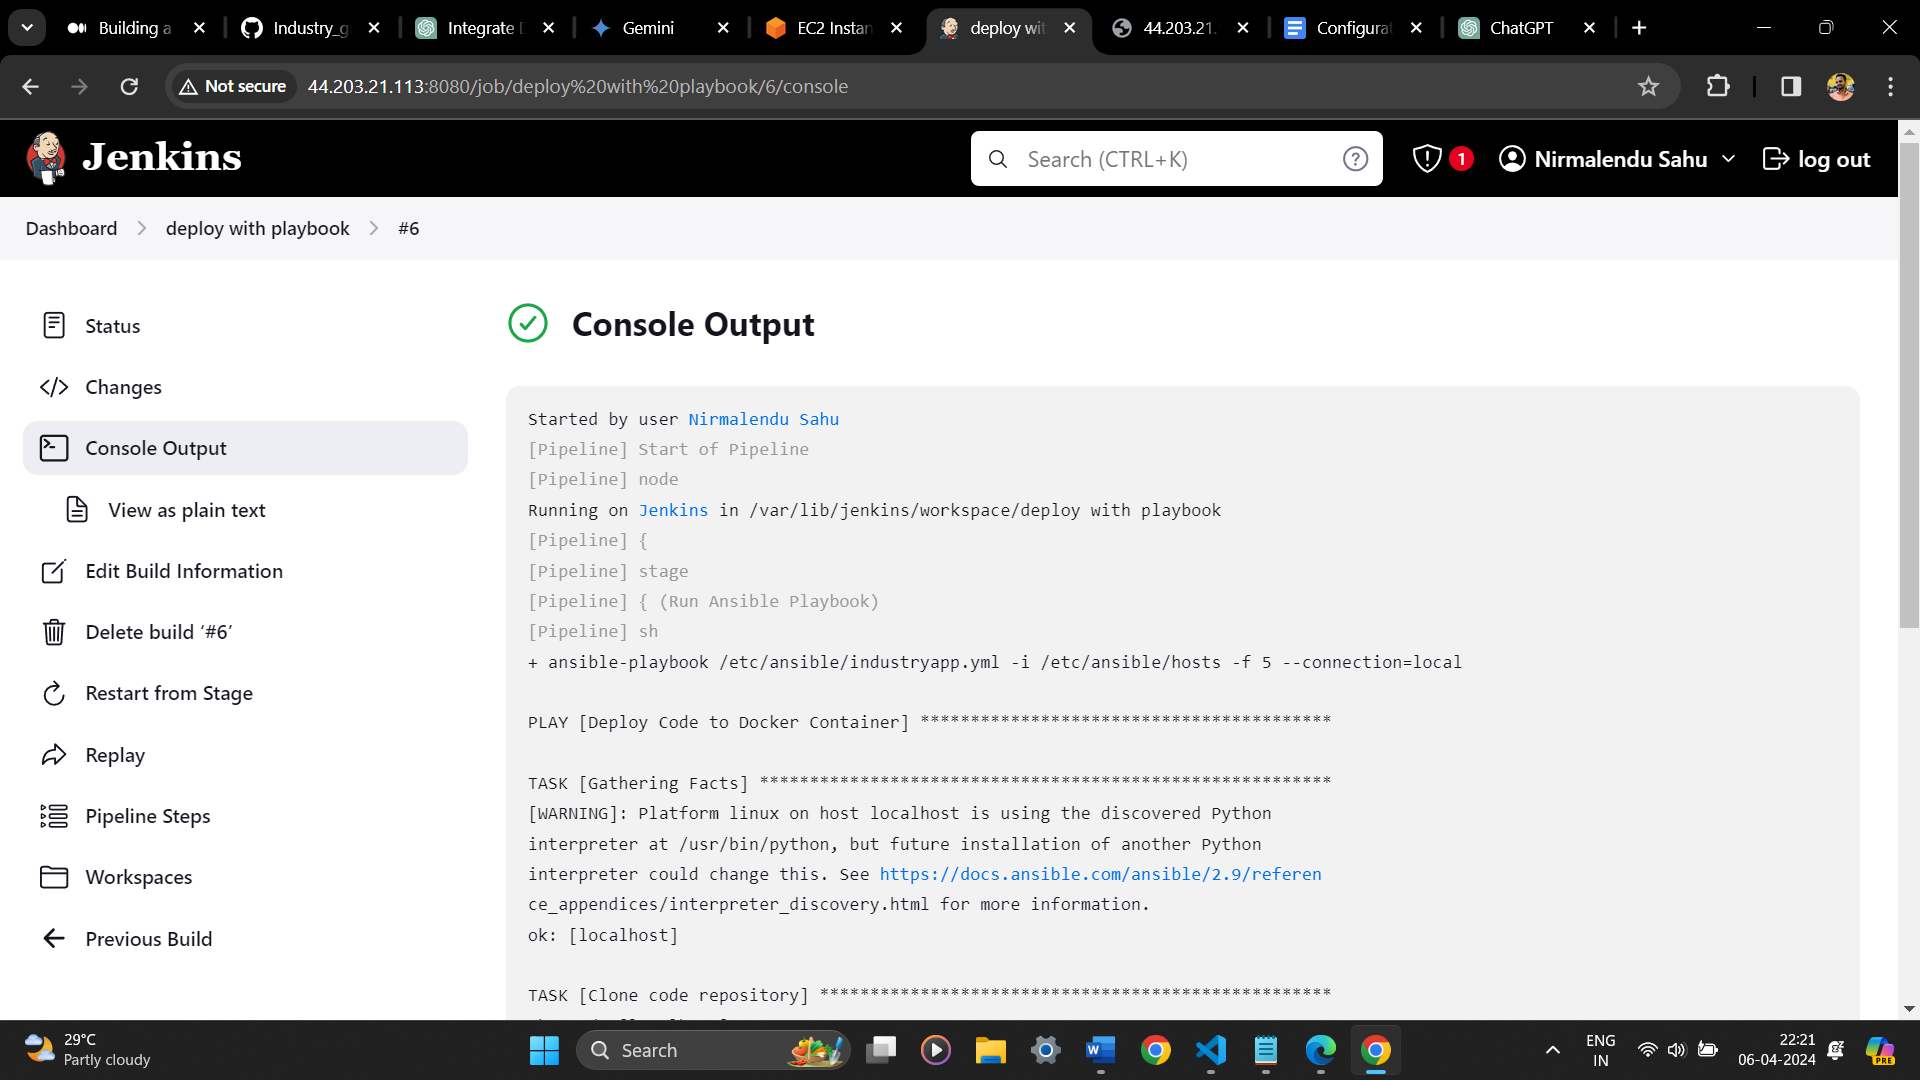 Building a
Industry_g
Integrate D
Gemini
EC2 Instan
deploy wit
44.203.21.
Configurat
ChatGPT
Not secure
44.203.21.113:8080/job/deploy%20with%20playbook/6/console
Jenkins
Search (CTRL+K)
1
Nirmalendu Sahu
log out
Dashboard
deploy with playbook
#6
Status
Changes
Console Output
View as plain text
Edit Build Information
Delete build ‘#6’
Restart from Stage
Replay
Pipeline Steps
Workspaces
Previous Build
Console Output
Started by user Nirmalendu Sahu
[Pipeline] Start of Pipeline
[Pipeline] node
Running on Jenkins in /var/lib/jenkins/workspace/deploy with playbook
[Pipeline] {
[Pipeline] stage
[Pipeline] { (Run Ansible Playbook)
[Pipeline] sh
+ ansible-playbook /etc/ansible/industryapp.yml -i /etc/ansible/hosts -f 5 --connection=local
PLAY [Deploy Code to Docker Container] *****************************************
TASK [Gathering Facts] *********************************************************
[WARNING]: Platform linux on host localhost is using the discovered Python
interpreter at /usr/bin/python, but future installation of another Python
interpreter could change this. See https://docs.ansible.com/ansible/2.9/referen
ce_appendices/interpreter_discovery.html for more information.
ok: [localhost]
TASK [Clone code repository] ***************************************************
29°C
Partly cloudy
Search
ENG
IN
22:21
06-04-2024
PRE